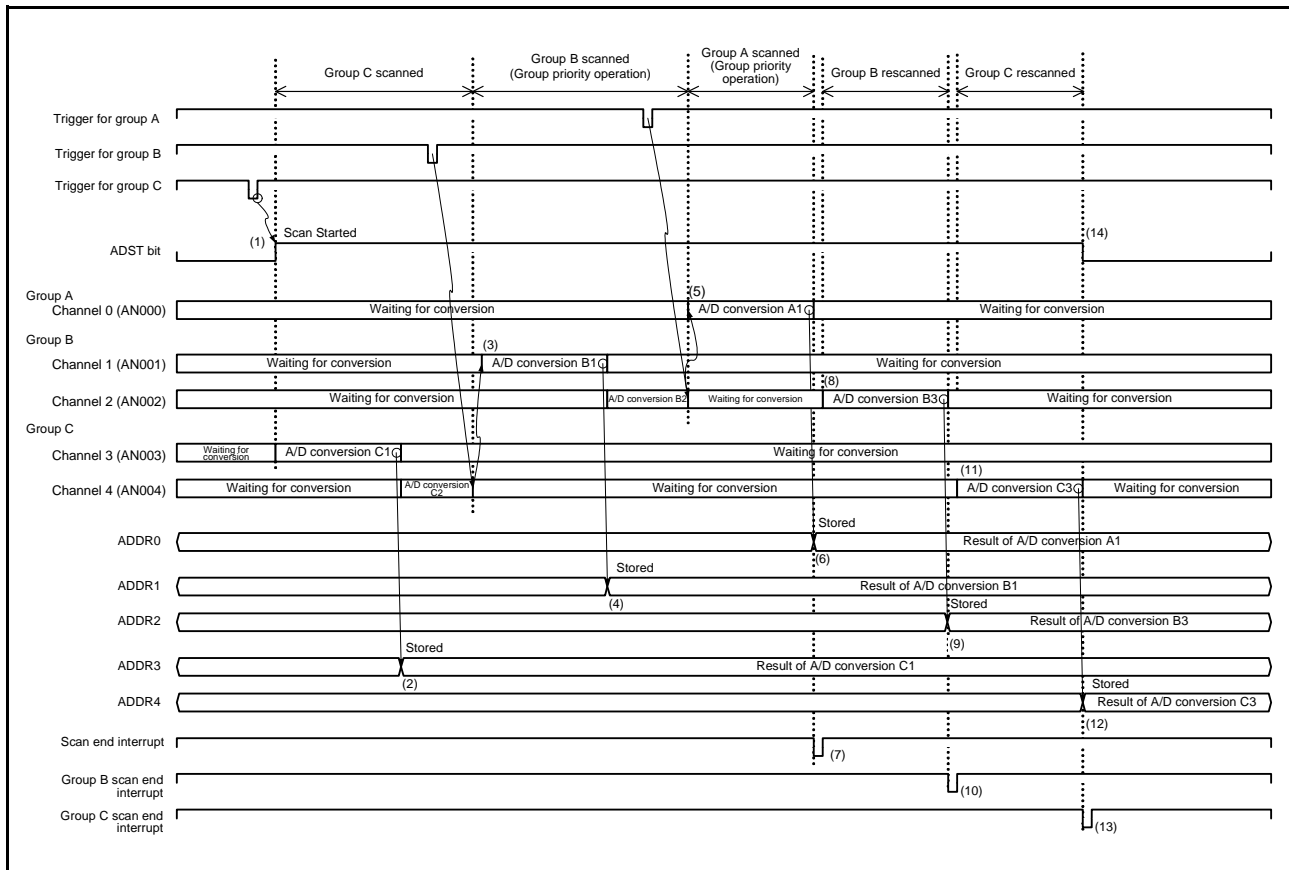 Group C scanned
Group B scanned
(Group priority operation)
Group A scanned
(Group priority
operation)
Group B rescanned
Group C rescanned
Trigger for group A
Trigger for group B
Trigger for group C
(1)
Scan Started
(14)
ADST bit
Group A
(5)
Channel 0 (AN000)
Waiting for conversion
A/D conversion A1
Waiting for conversion
Group B
(3)
Channel 1 (AN001)
Waiting for conversion
A/D conversion B1
Waiting for conversion
(8)
Channel 2 (AN002)
Waiting for conversion
A/D conversion B2
Waiting for conversion
A/D conversion B3
Waiting for conversion
Group C
Channel 3 (AN003)
Waiting for
conversion
A/D conversion C1
Waiting for conversion
(11)
Channel 4 (AN004)
Waiting for conversion
A/D conversion
C2
Waiting for conversion
A/D conversion C3
Waiting for conversion
Stored
ADDR0
Result of A/D conversion A1
(6)
Stored
ADDR1
Result of A/D conversion B1
(4)
Stored
ADDR2
Result of A/D conversion B3
(9)
Stored
ADDR3
Result of A/D conversion C1
(2)
Stored
ADDR4
Result of A/D conversion C3
(12)
Scan end interrupt
(7)
Group B scan end
interrupt
(10)
Group C scan end
interrupt
(13)